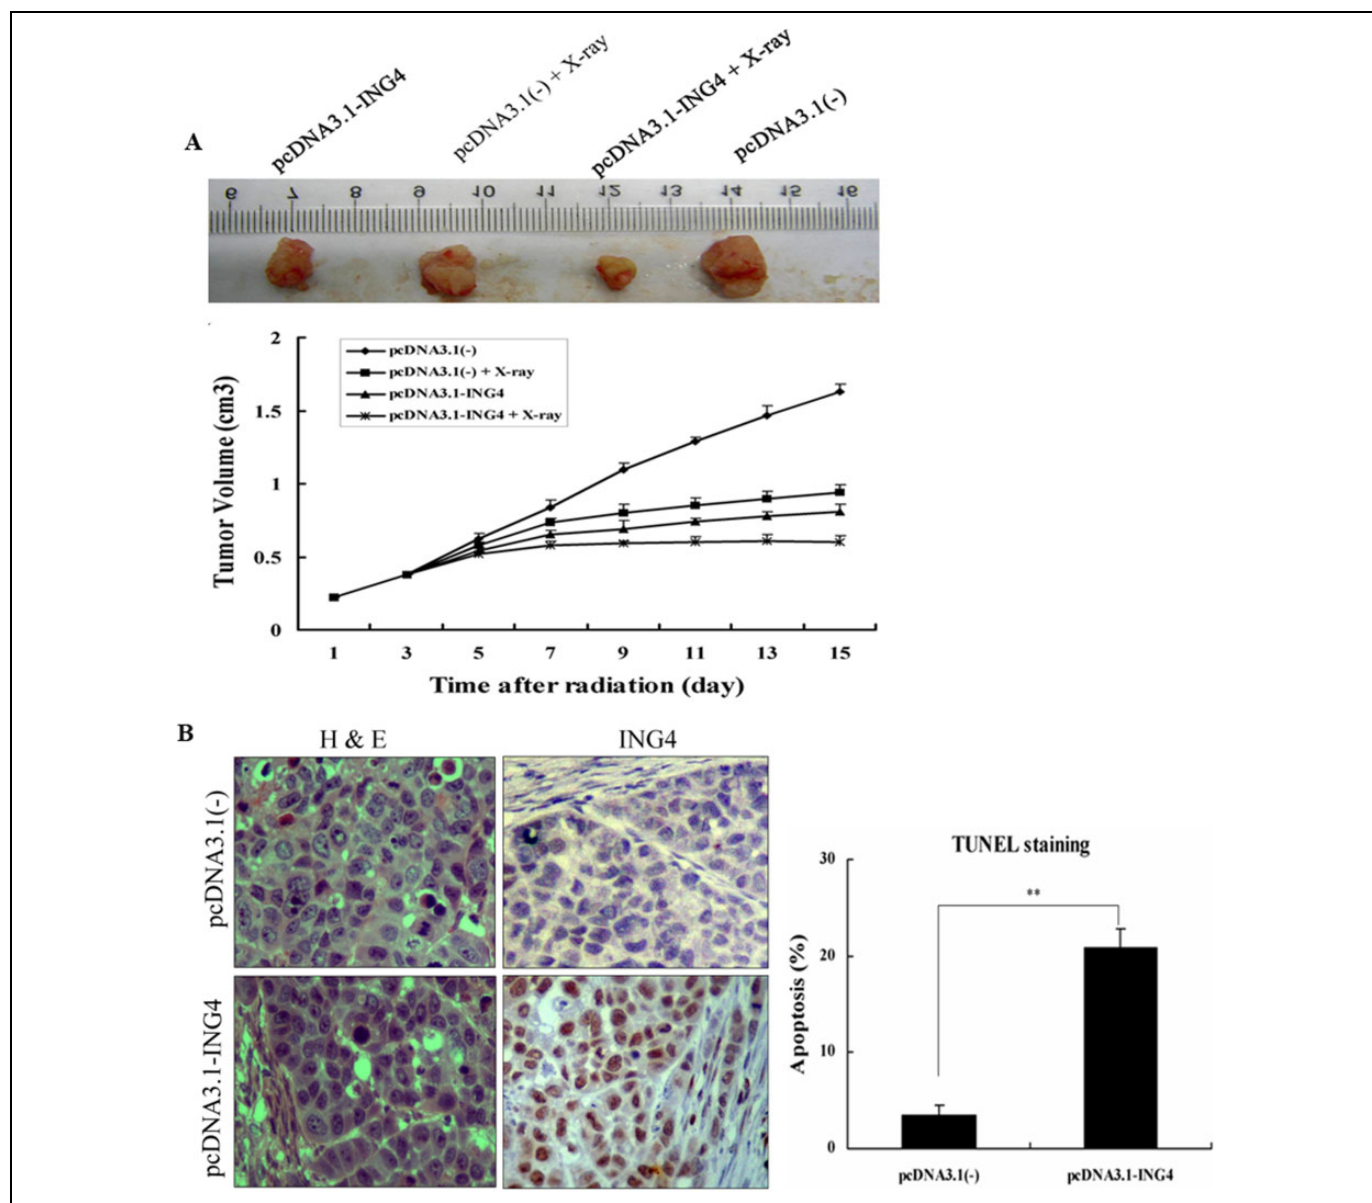 A
pcDNA3.1-ING4
pcDNA3.1(-) + X-ray
pcDNA3.1-ING4 + X-ray
pcDNA3.1(-)
6 7 8 9 10 11 12 13 14 15 16
Tumor Volume (cm3)
2
1.5
1
0.5
0
pcDNA3.1(-)
pcDNA3.1(-) + X-ray
pcDNA3.1-ING4
pcDNA3.1-ING4 + X-ray
1 3 5 7 9 11 13 15
Time after radiation (day)
B
H & E
ING4
pcDNA3.1(-)
pcDNA3.1-ING4
TUNEL staining
Apoptosis (%)
30
20
10
0
**
pcDNA3.1(-)
pcDNA3.1-ING4